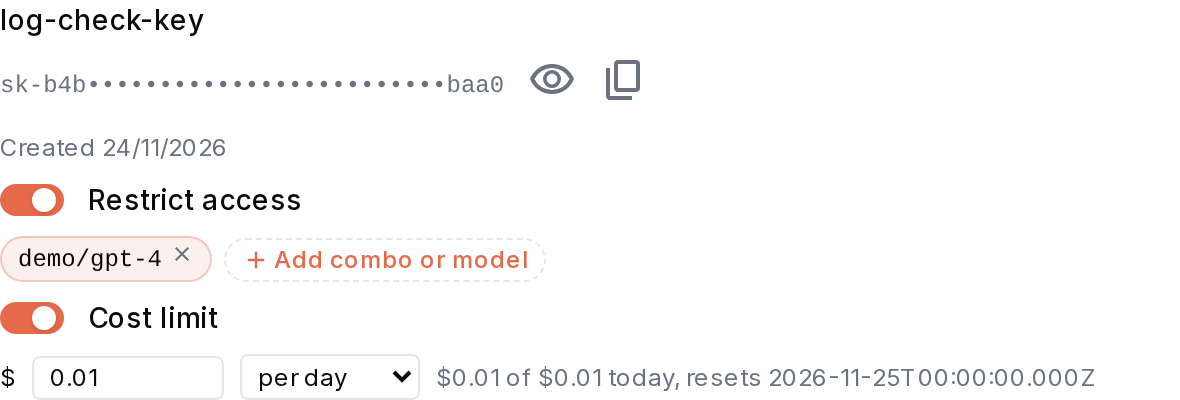 log-check-key
sk-b4b•••••••••••••••••••••••••baa0
Created 24/11/2026
Restrict access
demo/gpt-4 ×
+ Add combo or model
Cost limit
$ 0.01 per day $0.01 of $0.01 today, resets 2026-11-25T00:00:00.000Z